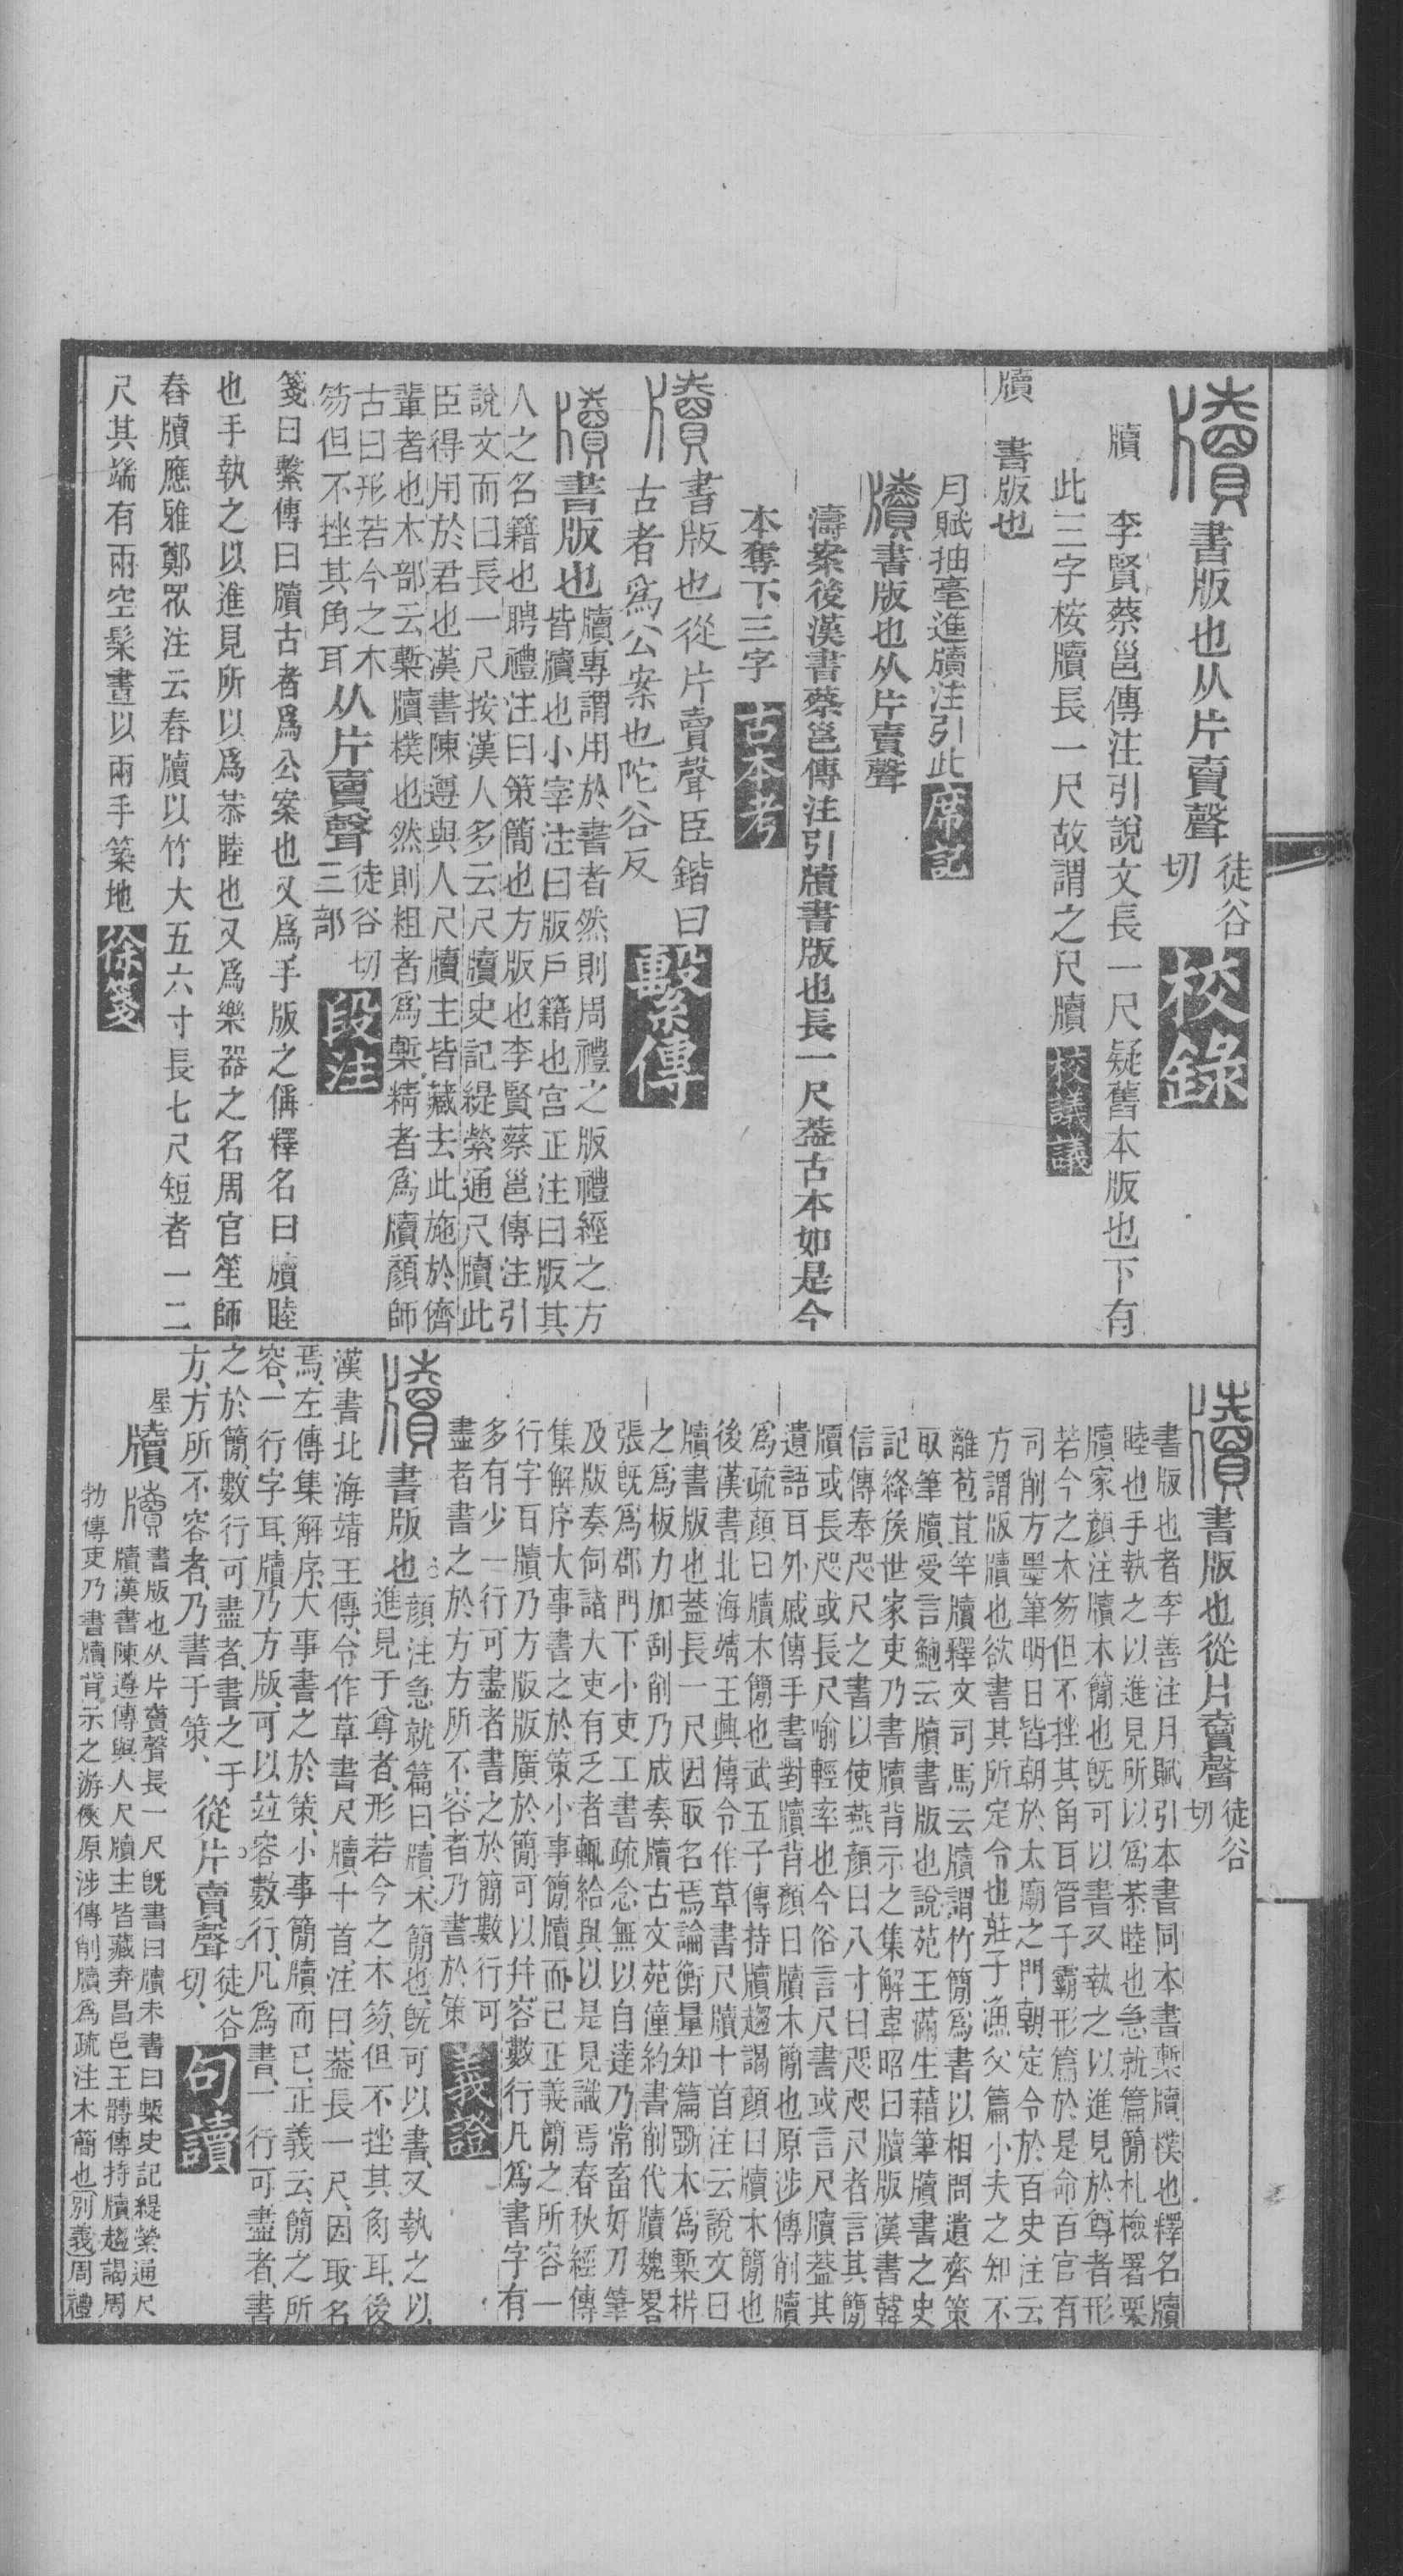 牘書版也从片賣聲徒谷切校錄
牘　李賢蔡邕傳注引說文長一尺疑舊本版也下有
此三字桉牘長一尺故謂之尺牘校議議
牘　書版也
月賦抽毫進牘注引此席記
牘書版也从片賣聲
濤案後漢書蔡邕傳注引牘書版也長一尺葢古本如是今
本奪下三字古本考
牘書版也從片賣聲臣鍇曰
古者爲公案也陀谷反繫傳
牘書版也牘專謂用於書者然則周禮之版禮經之方
皆牘也小宰注曰版戶籍也宮正注曰版其
人之名籍也聘禮注曰策簡也方版也李賢蔡邕傳注引
說文而曰長一尺按漢人多云尺牘史記緹縈通尺牘此
臣得用於君也漢書陳遵與人尺牘主皆藏去此施於儕
輩者也木部云槧牘樸也然則粗者爲槧精者爲牘顏師
古曰形若今之木
笏但不挫其角耳从片賣聲徒谷切三部段注
箋曰繫傳曰牘古者爲公案也又爲手版之偁釋名曰牘睦
也手執之以進見所以爲恭睦也又爲樂器之名周官笙師
舂牘應雅鄭眾注云舂牘以竹大五六寸長七尺短者一二
尺其端有兩空髹畫以兩手築地徐箋
牘書版也從片賣聲徒谷切
書版也者李善注月賦引本書同本書槧牘樸也釋名牘
睦也手執之以進見所以爲恭睦也急就篇簡札檢署槧
牘家顏注牘木簡也既可以書又執之以進見於尊者形
若今之木笏但不挫其角耳管子霸形篇於是命百官有
司削方墨筆明日皆朝於太廟之門朝定令於百史注云
方謂版牘也欲書其所定令也莊子漁父篇小夫之知不
離苞苴竿牘釋文司馬云牘謂竹簡爲書以相問遺齊策
取筆牘受言鮑云牘書版也說苑王滿生藉筆牘書之史
記絳侯世家吏乃書牘背示之集解韋昭曰牘版漢書韓
信傳奉咫尺之書以使燕顏曰八寸曰咫咫尺者言其簡
牘或長咫或長尺喻輕率也今俗言尺書或言尺牘葢其
遺語耳外戚傳手書對牘背顏曰牘木簡也原涉傳削牘
爲疏顏曰牘木簡也武五子傳持牘趨謁顏曰牘木簡也
後漢書北海靖王興傳令作草書尺牘十首注云說文曰
牘書版也葢長一尺因取名焉論衡量知篇斷木爲槧㭊
之爲板力加刮削乃成奏牘古文苑僮約書削代牘魏畧
張既爲郡門下小吏工書疏念無以自達乃常畜好刀筆
及版奏伺諸大吏有乏者輒給與以是見識焉春秋經傳
集解序大事書之於策小事簡牘而已正義簡之所容一
行字百牘乃方版版廣於簡可以并容數行凡爲書字有
多有少一行可盡者書之於簡數行可
盡者書之於方方所不容者乃書於策義證
牘書版也顏注急就篇曰、牘、木簡也、既可以書、又執之以
進見于尊者、形若今之木笏、但不挫其角耳、後
漢書北海靖王傳、令作草書尺牘、十首、注曰、葢長一尺、因取名
焉、左傳集解序、大事書之於策、小事簡牘而已、正義云、簡之所
容、一行字耳、牘乃方版、可以竝容數行、凡爲書、一行可盡者、書
之於簡、數行可盡者、書之于
方、方所不容者、乃書于策、從片賣聲徒谷切、句讀
屋牘牘書版也从片賣聲長一尺既書曰牘未書曰槧史記緹縈通尺
牘漢書陳遵傳與人尺牘主皆藏弆昌邑王髆傳持牘趨謁周
勃傳吏乃書牘背示之游俠原涉傳削牘爲疏注木簡也別義周禮